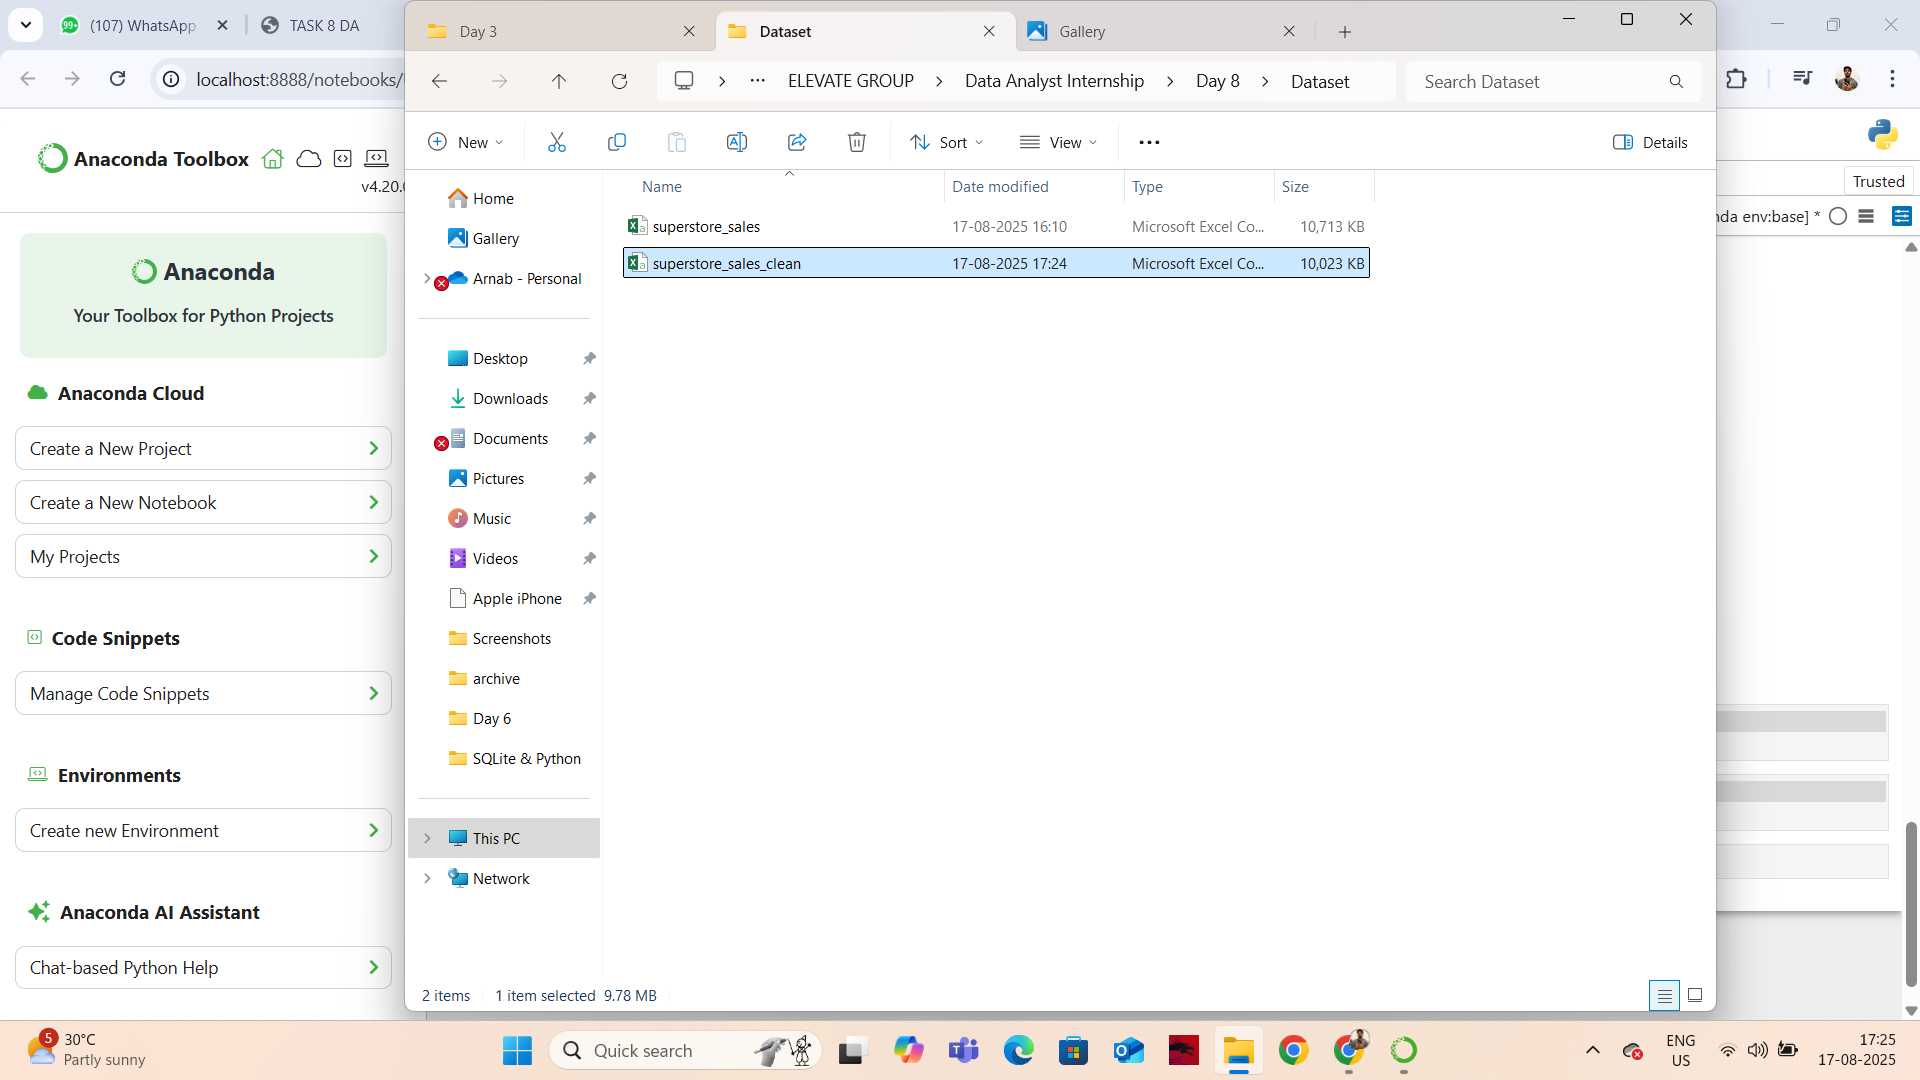 99+ (107) WhatsApp
TASK 8 DA
localhost:8888/notebooks/
Anaconda Toolbox
v4.20.
Anaconda
Your Toolbox for Python Projects
Anaconda Cloud
Create a New Project
Create a New Notebook
My Projects
Code Snippets
Manage Code Snippets
Environments
Create new Environment
Anaconda AI Assistant
Chat-based Python Help
Day 3
Dataset
Gallery
ELEVATE GROUP > Data Analyst Internship > Day 8 > Dataset
Search Dataset
New
Sort
View
Details
Home
Gallery
Arnab - Personal
Desktop
Downloads
Documents
Pictures
Music
Videos
Apple iPhone
Screenshots
archive
Day 6
SQLite & Python
This PC
Network
Name Date modified Type Size
superstore_sales 17-08-2025 16:10 Microsoft Excel Co... 10,713 KB
superstore_sales_clean 17-08-2025 17:24 Microsoft Excel Co... 10,023 KB
2 items 1 item selected 9.78 MB
Trusted
nda env:base] *
5
30°C
Partly sunny
Quick search
ENG
US
17:25
17-08-2025